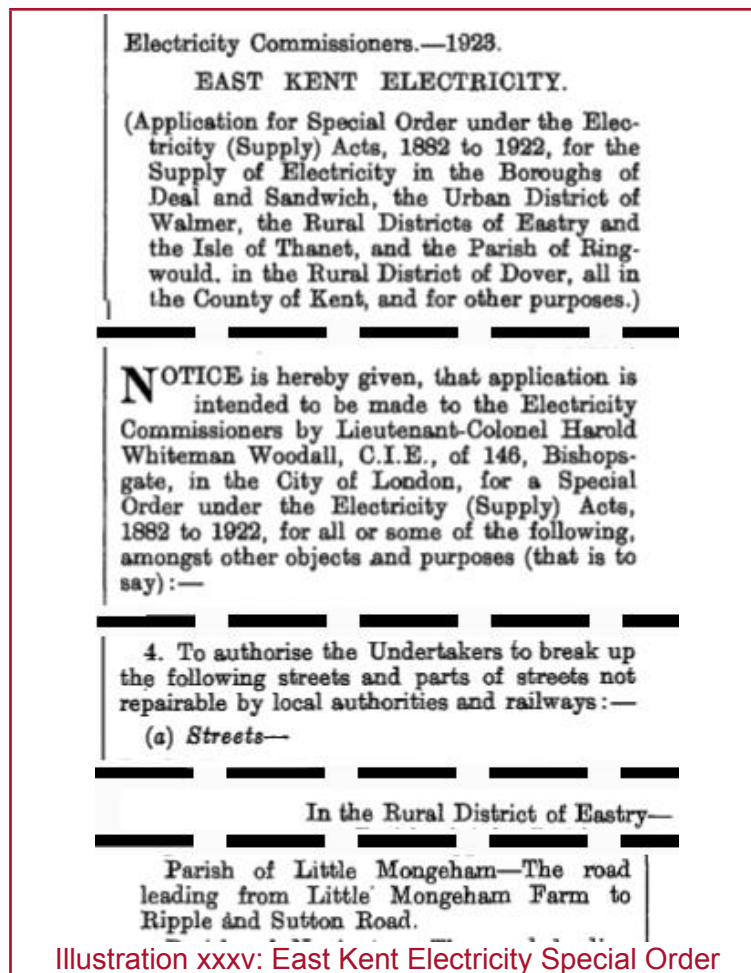 Electricity Commissioners.—1923.
EAST KENT ELECTRICITY.
(Application for Special Order under the Elec-
tricity (Supply) Acts, 1882 to 1922, for the
Supply of Electricity in the Boroughs of
Deal and Sandwich, the Urban District of
Walmer, the Rural Districts of Eastry and
the Isle of Thanet, and the Parish of Ring-
would, in the Rural District of Dover, all in
the County of Kent, and for other purposes.)
NOTICE is hereby given, that application is
intended to be made to the Electricity
Commissioners by Lieutenant-Colonel Harold
Whiteman Woodall, C.I.E., of 146, Bishops-
gate, in the City of London, for a Special
Order under the Electricity (Supply) Acts,
1882 to 1922, for all or some of the following,
amongst other objects and purposes (that is to
say):—
4. To authorise the Undertakers to break up
the following streets and parts of streets not
repairable by local authorities and railways:—
(a) Streets—
In the Rural District of Eastry—
Parish of Little Mongeham—The road
leading from Little Mongeham Farm to
Ripple and Sutton Road.
Illustration xxxv: East Kent Electricity Special Order